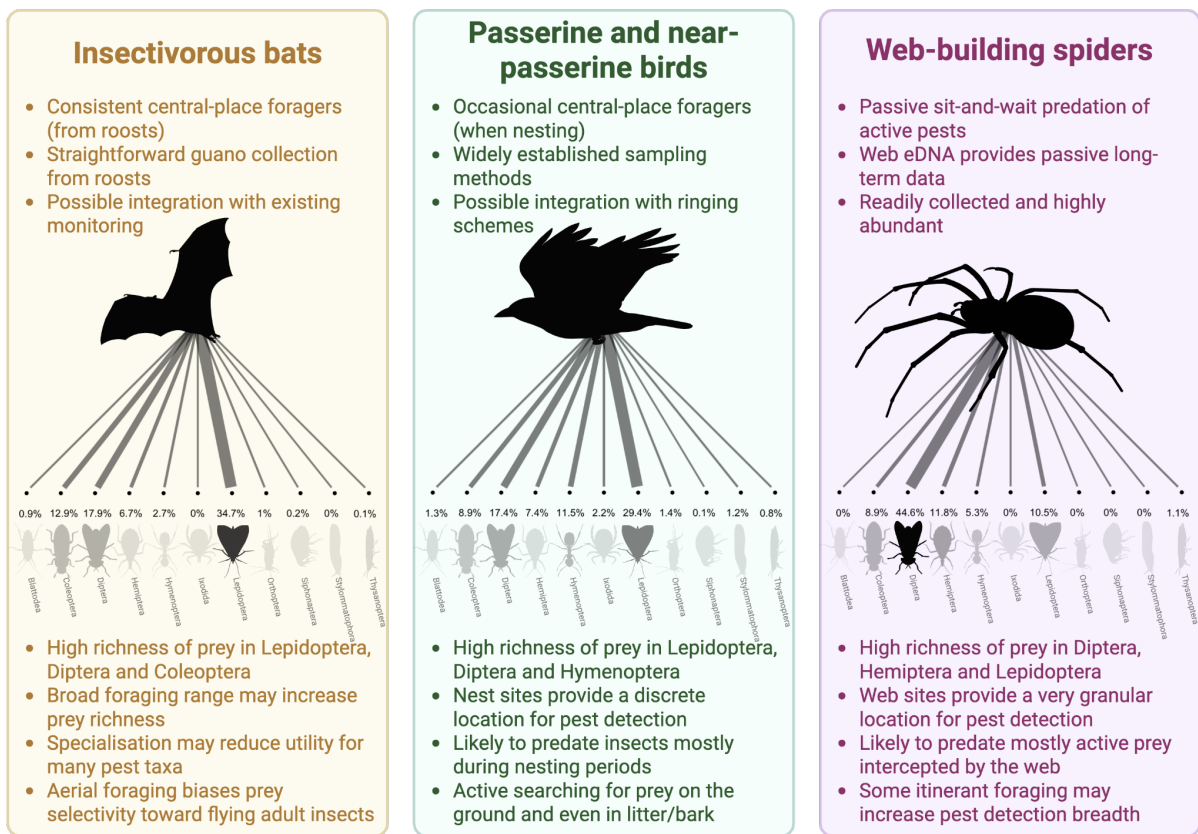 Insectivorous bats
• Consistent central-place foragers
(from roosts)
• Straightforward guano collection
from roosts
• Possible integration with existing
monitoring
0.9% 12.9% 17.9% 6.7% 2.7% 0% 34.7% 1% 0.2% 0% 0.1%
Blattodea Coleoptera Diptera Hemiptera Hymenoptera Ixodida Lepidoptera Orthoptera Siphonaptera Stylommatophora Thysanoptera
• High richness of prey in Lepidoptera,
Diptera and Coleoptera
• Broad foraging range may increase
prey richness
• Specialisation may reduce utility for
many pest taxa
• Aerial foraging biases prey
selectivity toward flying adult insects
Passerine and near-
passerine birds
• Occasional central-place foragers
(when nesting)
• Widely established sampling
methods
• Possible integration with ringing
schemes
1.3% 8.9% 17.4% 7.4% 11.5% 2.2% 29.4% 1.4% 0.1% 1.2% 0.8%
Blattodea Coleoptera Diptera Hemiptera Hymenoptera Ixodida Lepidoptera Orthoptera Siphonaptera Stylommatophora Thysanoptera
• High richness of prey in Lepidoptera,
Diptera and Hymenoptera
• Nest sites provide a discrete
location for pest detection
• Likely to predate insects mostly
during nesting periods
• Active searching for prey on the
ground and even in litter/bark
Web-building spiders
• Passive sit-and-wait predation of
active pests
• Web eDNA provides passive long-
term data
• Readily collected and highly
abundant
0% 8.9% 44.6% 11.8% 5.3% 0% 10.5% 0% 0% 0% 1.1%
Blattodea Coleoptera Diptera Hemiptera Hymenoptera Ixodida Lepidoptera Orthoptera Siphonaptera Stylommatophora Thysanoptera
• High richness of prey in Diptera,
Hemiptera and Lepidoptera
• Web sites provide a very granular
location for pest detection
• Likely to predate mostly active prey
intercepted by the web
• Some itinerant foraging may
increase pest detection breadth